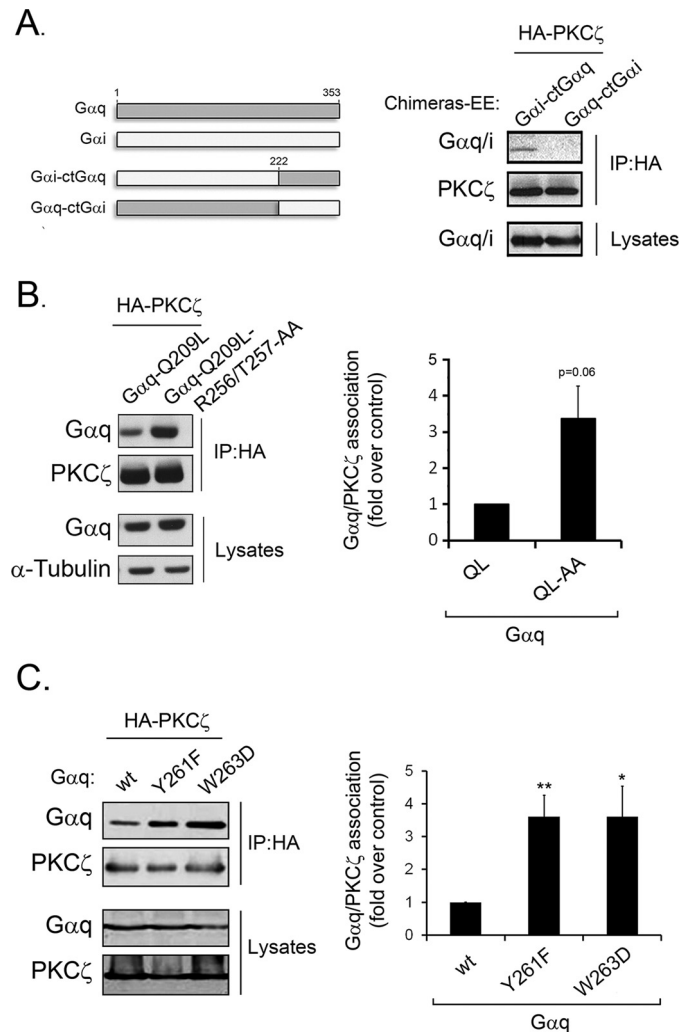 A.
1 353
Gαq
Gαi
222
Gαi-ctGαq
Gαq-ctGαi
HA-PKCζ
Chimeras-EE:
Gαi-ctGαq
Gαq-ctGαi
Gαq/i
PKCζ
IP:HA
Gαq/i
Lysates
B.
HA-PKCζ
Gαq-Q209L
Gαq-Q209L-
R256/T257-AA
Gαq
PKCζ
IP:HA
Gαq
α-Tubulin
Lysates
Gαq/PKCζ association
(fold over control)
5
4
3
2
1
0
p=0.06
QL
QL-AA
Gαq
C.
HA-PKCζ
Gαq:
wt
Y261F
W263D
Gαq
PKCζ
IP:HA
Gαq
PKCζ
Lysates
Gαq/PKCζ association
(fold over control)
5
4
3
2
1
0
**
*
wt
Y261F
W263D
Gαq